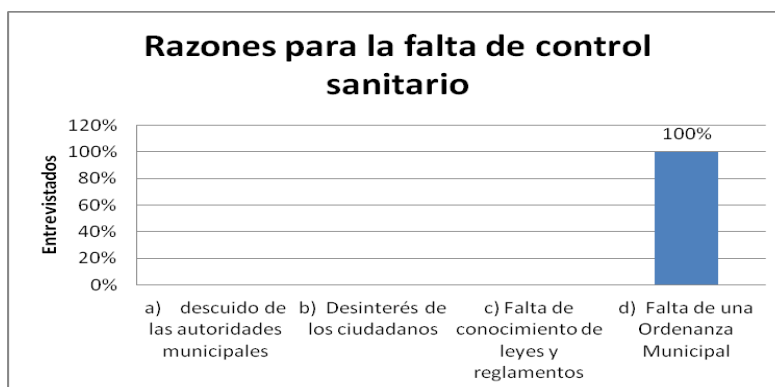 Razones para la falta de control
sanitario
Entrevistados
120%
100%
80%
60%
40%
20%
0%
100%
a) descuido de
las autoridades
municipales
b) Desinterés de
los ciudadanos
c) Falta de
conocimiento de
leyes y
reglamentos
d) Falta de una
Ordenanza
Municipal